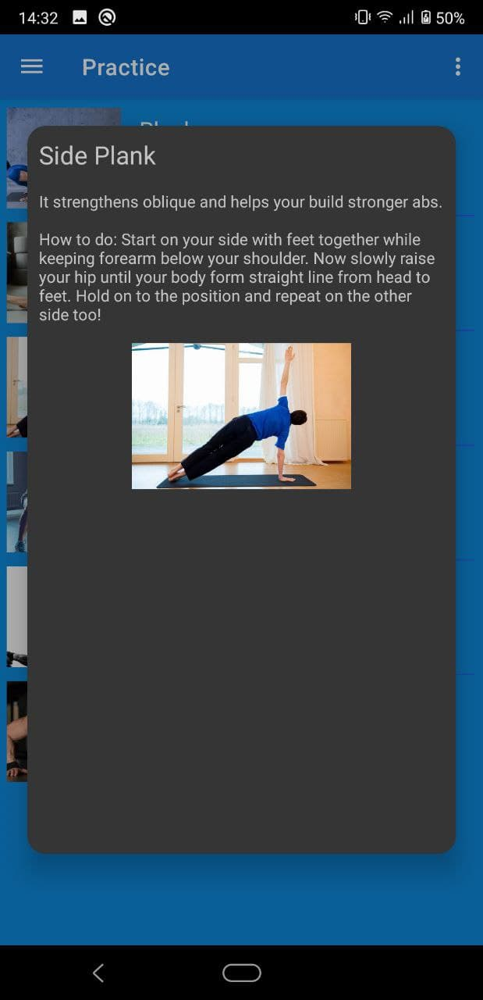 14:32
50%
Practice
Side Plank
It strengthens oblique and helps your build stronger abs.
How to do: Start on your side with feet together while
keeping forearm below your shoulder. Now slowly raise
your hip until your body form straight line from head to
feet. Hold on to the position and repeat on the other
side too!